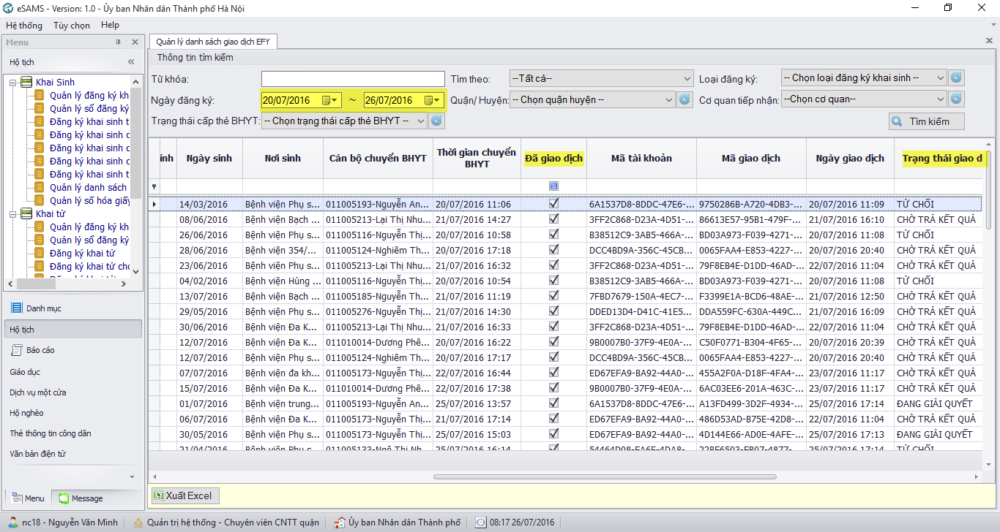 eSAMS - Version: 1.0 - Ủy ban Nhân dân Thành phố Hà Nội
Hệ thống Tùy chọn Help
Menu
Hộ tịch
Khai Sinh
Quản lý đăng ký kh
Quản lý số đăng ký
Đăng ký khai sinh t
Đăng ký khai sinh c
Đăng ký khai sinh c
Đăng ký khai sinh c
Đăng ký khai sinh t
Quản lý danh sách
Quản lý số hóa giấy
Khai tử
Quản lý đăng ký kh
Quản lý số đăng ký
Đăng ký khai tử
Đăng ký khai tử chc
Danh mục
Hộ tịch
Báo cáo
Giáo dục
Dịch vụ một cửa
Hộ nghèo
Thẻ thông tin công dân
Văn bản điện tử
Menu Message
Quản lý danh sách giao dịch EFY
Thông tin tìm kiếm
Từ khóa: Tìm theo: --Tất cả-- Loại đăng ký: -- Chọn loại đăng ký khai sinh --
Ngày đăng ký: 20/07/2016 ~ 26/07/2016 Quận/ Huyện: -- Chọn quận huyện -- Cơ quan tiếp nhận: --Chọn cơ quan--
Trạng thái cấp thẻ BHYT: -- Chọn trạng thái cấp thẻ BHYT -- Tìm kiếm
ính Ngày sinh Nơi sinh Cán bộ chuyển BHYT Thời gian chuyển BHYT Đã giao dịch Mã tài khoản Mã giao dịch Ngày giao dịch Trạng thái giao d
14/03/2016 Bệnh viện Phụ s... 011005193-Nguyễn An... 20/07/2016 11:06 6A1537D8-8DDC-47E6-... 9750286B-A720-4DB3-... 20/07/2016 11:09 TỪ CHỐI
08/06/2016 Bệnh viện Bạch ... 011005213-Lại Thị Nhu... 21/07/2016 14:27 3FF2C868-D23A-4D51-... 86613E57-95B1-479F-... 21/07/2016 16:10 CHỜ TRẢ KẾT QUẢ
26/06/2016 Bệnh viện Phụ s... 011005116-Nguyễn Thị... 20/07/2016 10:58 B38512C9-3AB5-466A-... BD03A973-F039-4271-... 20/07/2016 11:08 TỪ CHỐI
28/06/2016 Bệnh viện 354/... 011005124-Nghiêm Th... 20/07/2016 17:18 DCC4BD9A-356C-45CB... 0065FAA4-E853-4227-... 20/07/2016 20:40 CHỜ TRẢ KẾT QUẢ
23/06/2016 Bệnh viện Phụ s... 011005213-Lại Thị Nhu... 21/07/2016 16:32 3FF2C868-D23A-4D51-... 79F8EB4E-D1DD-46AD-... 22/07/2016 11:04 CHỜ TRẢ KẾT QUẢ
04/02/2016 Bệnh viện Hùng ... 011005116-Nguyễn Thị... 20/07/2016 10:54 B38512C9-3AB5-466A-... BD03A973-F039-4271-... 20/07/2016 11:08 TỪ CHỐI
13/07/2016 Bệnh viện Bạch ... 011005185-Nguyễn Th... 21/07/2016 11:19 7FBD7679-150A-4EC7-... F3399E1A-BCD6-48AE-... 21/07/2016 12:50 CHỜ TRẢ KẾT QUẢ
29/05/2016 Bệnh viện Phụ s... 011005276-Nguyễn Thị... 21/07/2016 14:30 DDED13D4-D41C-41E5... DDA559FC-630A-449C... 21/07/2016 16:09 CHỜ TRẢ KẾT QUẢ
30/06/2016 Bệnh viện Đa K... 011005213-Lại Thị Nhu... 21/07/2016 16:33 3FF2C868-D23A-4D51-... 79F8EB4E-D1DD-46AD-... 22/07/2016 11:04 CHỜ TRẢ KẾT QUẢ
12/07/2016 Bệnh viện Đa K... 011010014-Dương Phê... 20/07/2016 16:22 9B0007B0-37F9-4E0A-... C50F0771-B304-4F65-... 20/07/2016 20:39 CHỜ TRẢ KẾT QUẢ
12/07/2016 Bệnh viện Phụ s... 011005124-Nghiêm Th... 20/07/2016 17:17 DCC4BD9A-356C-45CB... 0065FAA4-E853-4227-... 20/07/2016 20:40 CHỜ TRẢ KẾT QUẢ
07/07/2016 Bệnh viện đa kh... 011005173-Nguyễn Thị... 22/07/2016 16:44 ED67EFA9-BA92-44A0-... 455A2F0A-D18F-4FA4-... 23/07/2016 11:17 CHỜ TRẢ KẾT QUẢ
15/07/2016 Bệnh viện Đa K... 011010014-Dương Phê... 22/07/2016 17:38 9B0007B0-37F9-4E0A-... 6AC03EE6-201A-463C-... 23/07/2016 11:17 CHỜ TRẢ KẾT QUẢ
01/07/2016 Bệnh viện trung... 011005193-Nguyễn An... 25/07/2016 13:57 6A1537D8-8DDC-47E6-... A13FD499-3D2F-4934-... 25/07/2016 17:14 ĐANG GIẢI QUYẾT
06/07/2016 Bệnh viện Đa K... 011005173-Nguyễn Thị... 21/07/2016 17:14 ED67EFA9-BA92-44A0-... 486D53AD-B75E-42D8-... 22/07/2016 11:04 CHỜ TRẢ KẾT QUẢ
30/05/2016 Bệnh viện Phụ s... 011005173-Nguyễn Thị... 25/07/2016 15:03 ED67EFA9-BA92-44A0-... 4D144E66-AD0E-4AFE-... 25/07/2016 17:13 ĐANG GIẢI QUYẾT
21/04/2016 Bệnh viện Phụ s... 25/07/2016 16:14 25/07/2016 17:14 TỪ CHỐI
Xuất Excel
nc18 - Nguyễn Văn Minh Quản trị hệ thống - Chuyên viên CNTT quận Ủy ban Nhân dân Thành phố 08:17 26/07/2016